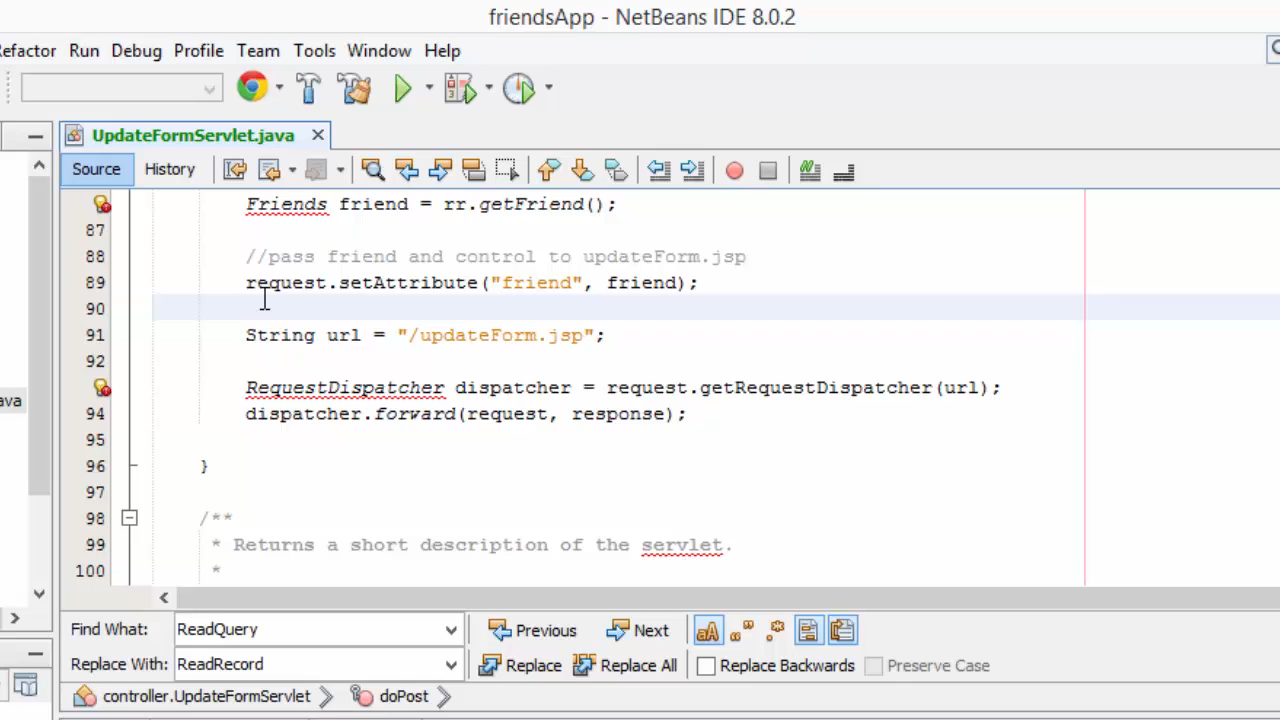 friendsApp - NetBeans IDE 8.0.2
Refactor Run Debug Profile Team Tools Window Help
UpdateFormServlet.java
Source History
Friends friend = rr.getFriend();
87
88 //pass friend and control to updateForm.jsp
89 request.setAttribute("friend", friend);
90
91 String url = "/updateForm.jsp";
92
RequestDispatcher dispatcher = request.getRequestDispatcher(url);
94 dispatcher.forward(request, response);
95
96 }
97
98 /**
99 * Returns a short description of the servlet.
100 *
ava
Find What: ReadQuery Previous Next
Replace With: ReadRecord Replace Replace All Replace Backwards Preserve Case
controller.UpdateFormServlet doPost